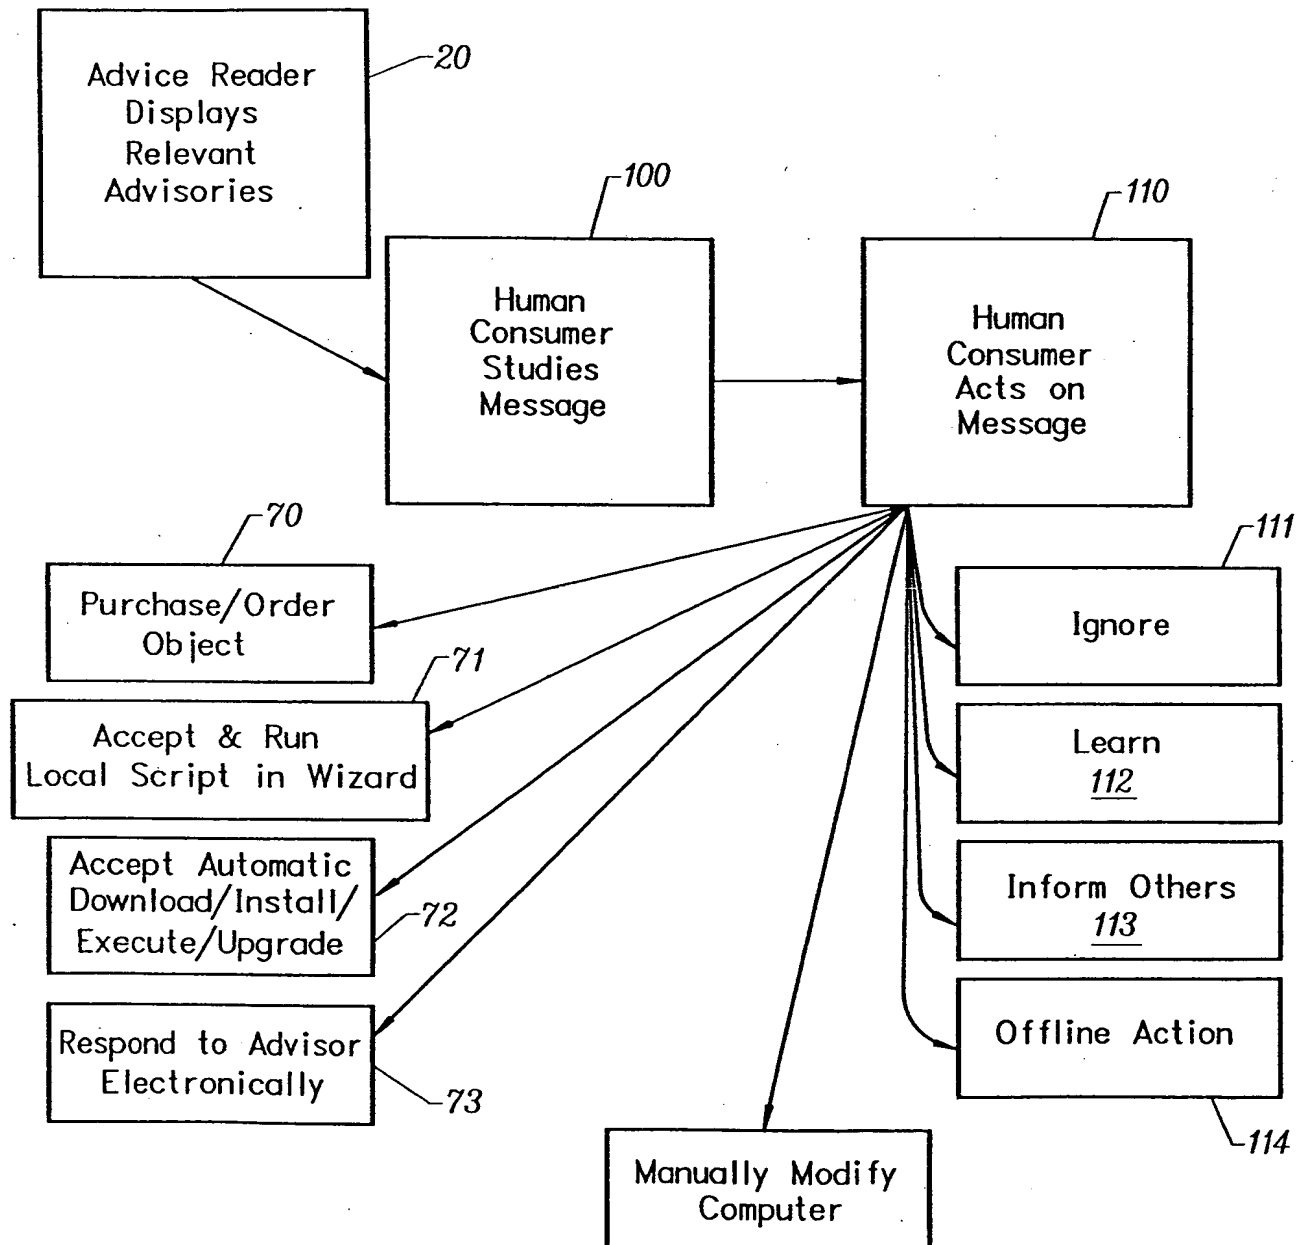 Advice Reader
Displays
Relevant
Advisories
20
Human
Consumer
Studies
Message
100
Human
Consumer
Acts on
Message
110
70
Purchase/Order
Object
71
Accept & Run
Local Script in Wizard
Accept Automatic
Download/Install/
Execute/Upgrade
72
Respond to Advisor
Electronically
73
Manually Modify
Computer
111
Ignore
Learn
112
Inform Others
113
Offline Action
114